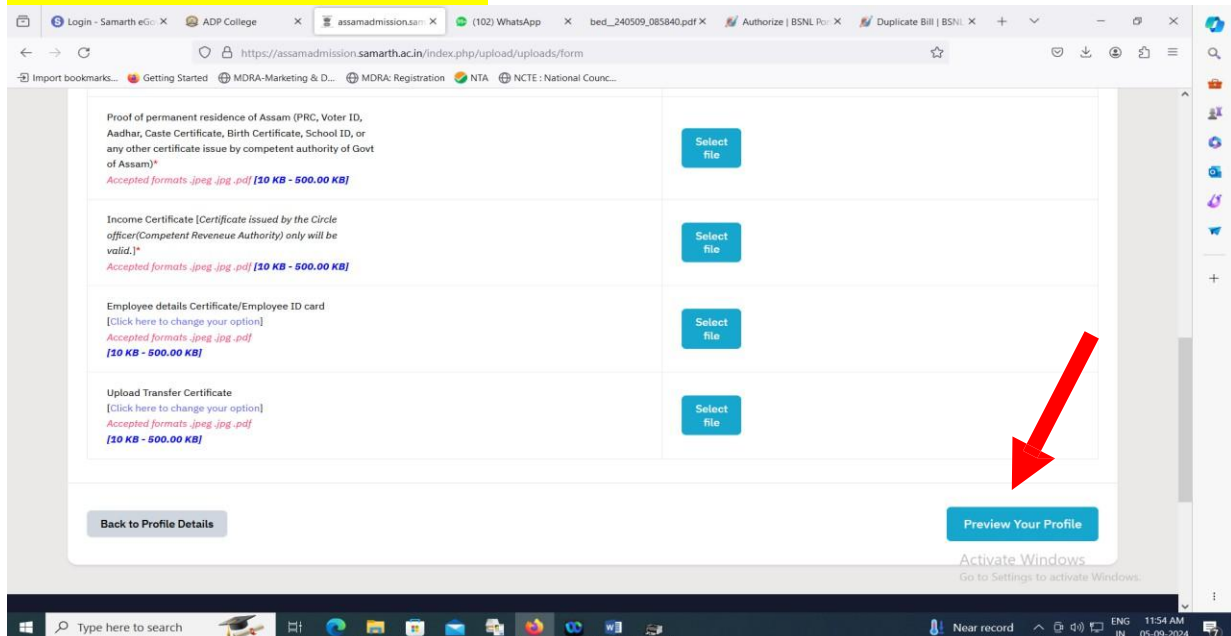 Login - Samarth eGo
ADP College
assamadmission.sam
(102) WhatsApp
bed__240509_085840.pdf
Authorize | BSNL Por
Duplicate Bill | BSNL
https://assamadmission.samarth.ac.in/index.php/upload/uploads/form
Import bookmarks...
Getting Started
MDRA-Marketing & D...
MDRA: Registration
NTA
NCTE : National Counc...
Proof of permanent residence of Assam (PRC, Voter ID,
Aadhar, Caste Certificate, Birth Certificate, School ID, or
any other certificate issue by competent authority of Govt
of Assam)*
Accepted formats .jpeg .jpg .pdf [10 KB - 500.00 KB]
Select
file
Income Certificate [Certificate issued by the Circle
officer(Competent Reveneue Authority) only will be
valid.]*
Accepted formats .jpeg .jpg .pdf [10 KB - 500.00 KB]
Select
file
Employee details Certificate/Employee ID card
[Click here to change your option]
Accepted formats .jpeg .jpg .pdf
[10 KB - 500.00 KB]
Select
file
Upload Transfer Certificate
[Click here to change your option]
Accepted formats .jpeg .jpg .pdf
[10 KB - 500.00 KB]
Select
file
Back to Profile Details
Preview Your Profile
Activate Windows
Go to Settings to activate Windows.
Type here to search
Near record
ENG
IN
11:54 AM
05-09-2024